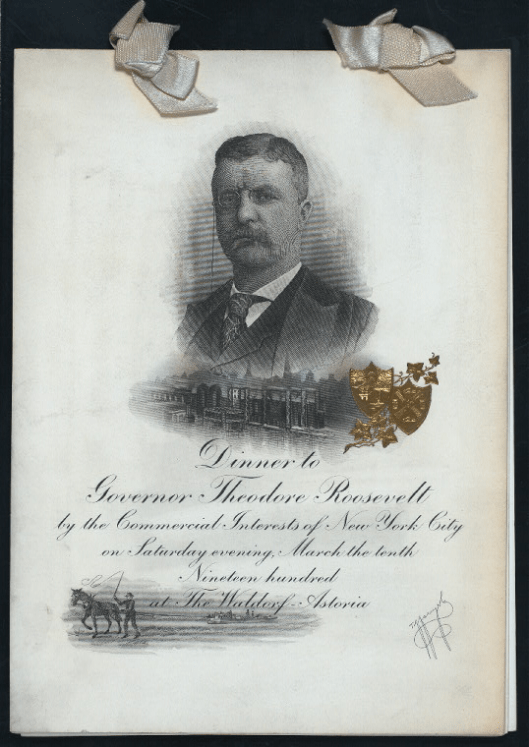 Dinner to
Governor Theodore Roosevelt
by the Commercial Interests of New York City
on Saturday evening, March the tenth
Nineteen hundred
at The Waldorf-Astoria